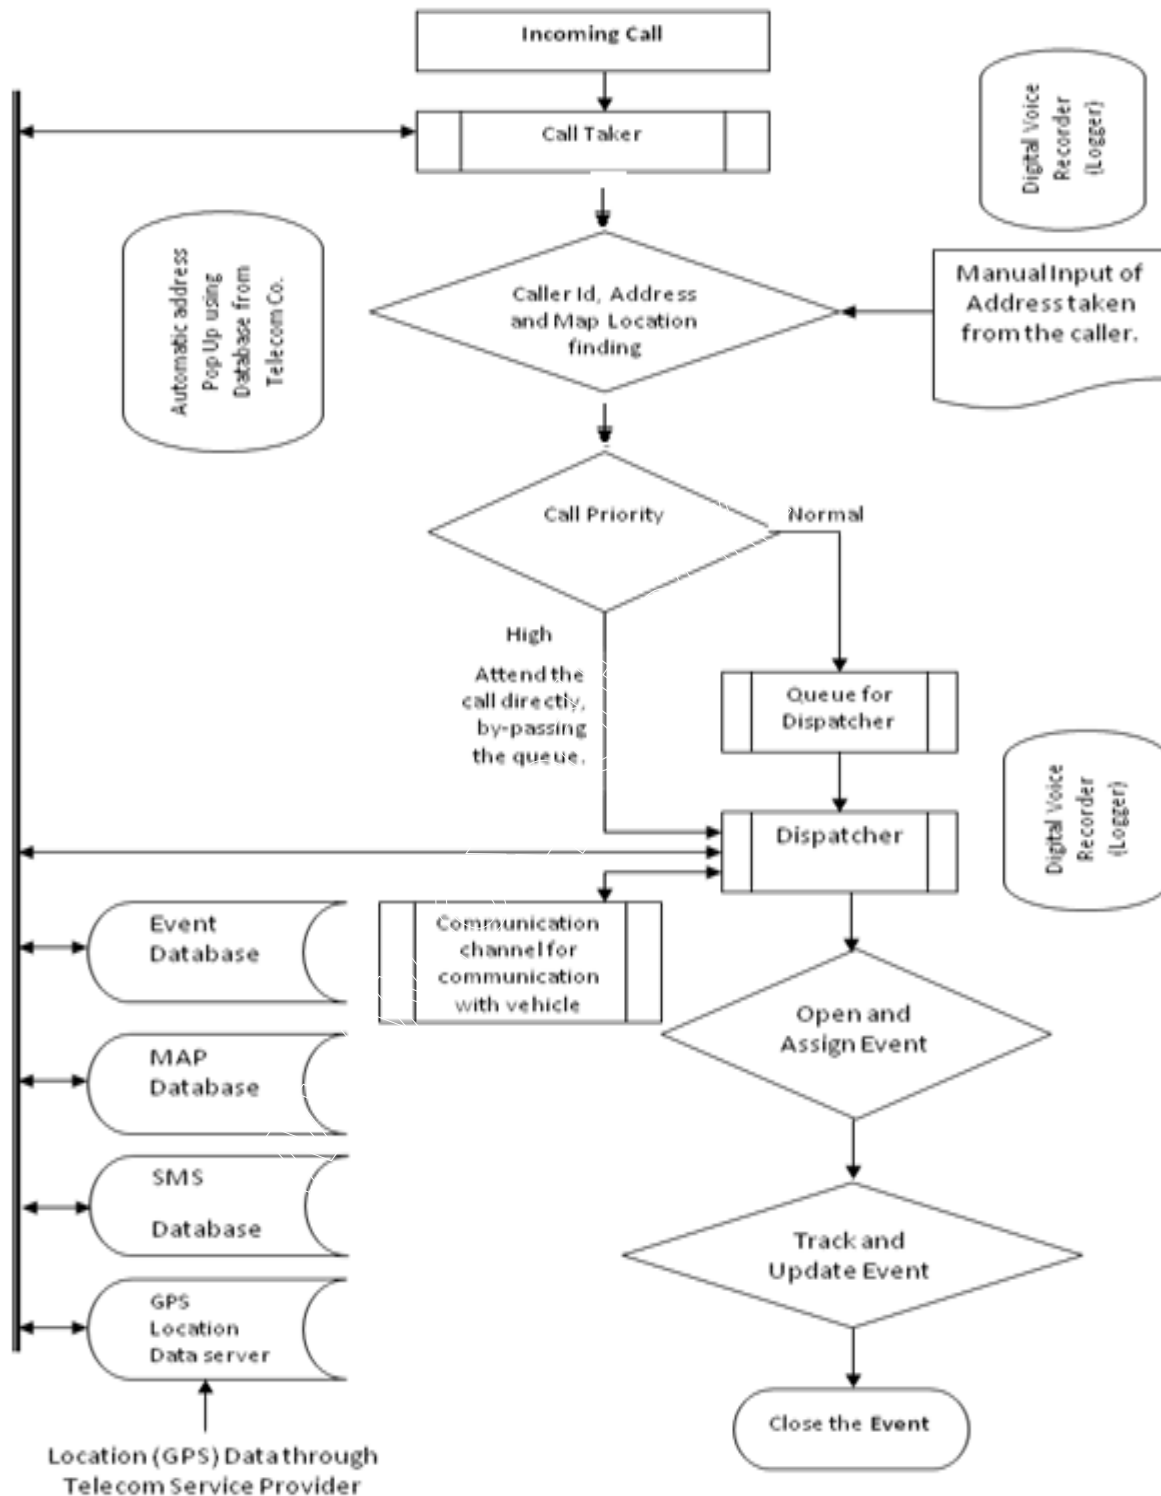 Incoming Call
Call Taker
Digital Voice
Recorder
(Logger)
Automatic address
Pop Up using
Database from
Telecom Co.
Caller Id, Address
and Map Location
finding
Manual Input of
Address taken
from the caller.
Call Priority
Normal
High
Attend the
call directly,
by-passing
the queue.
Queue for
Dispatcher
Dispatcher
Digital Voice
Recorder
(Logger)
Event
Database
Communication
channel for
communication
with vehicle
Open and
Assign Event
MAP
Database
SMS
Database
Track and
Update Event
GPS
Location
Data server
Close the Event
Location (GPS) Data through
Telecom Service Provider